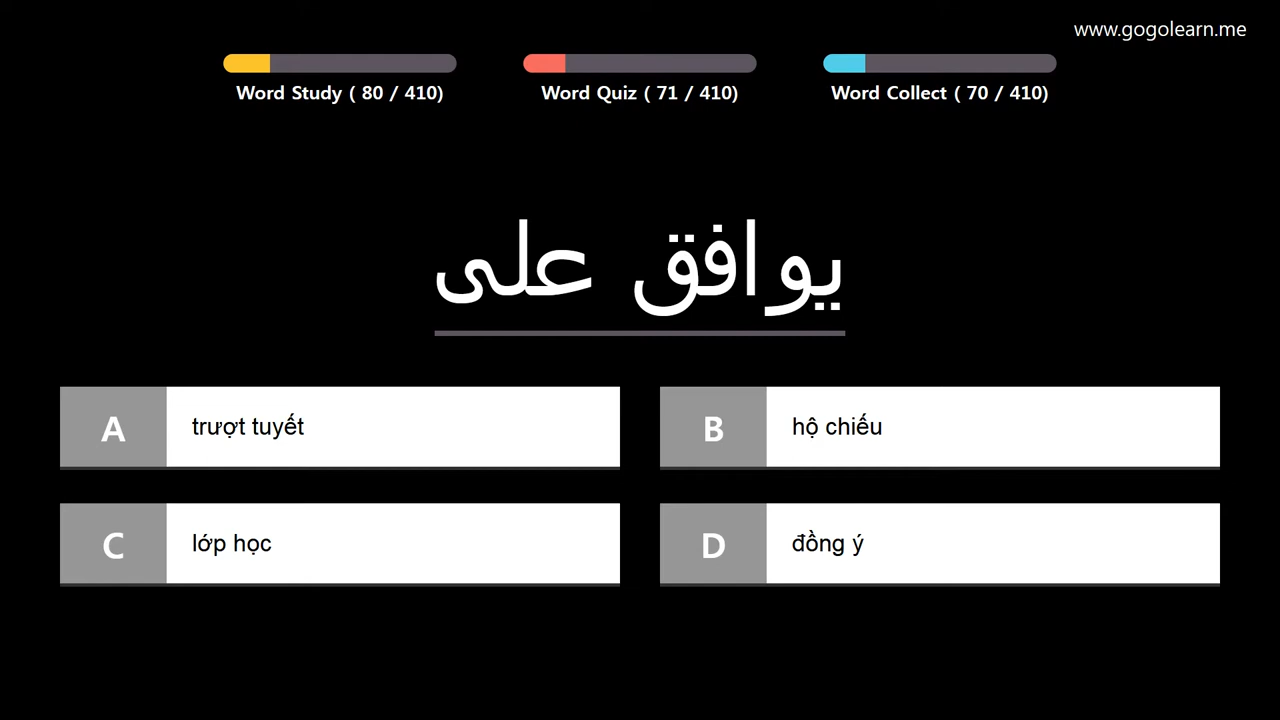 www.gogolearn.me
Word Study ( 80 / 410)
Word Quiz ( 71 / 410)
Word Collect ( 70 / 410)
يوافق على
A trượt tuyết
B hộ chiếu
C lớp học
D đồng ý